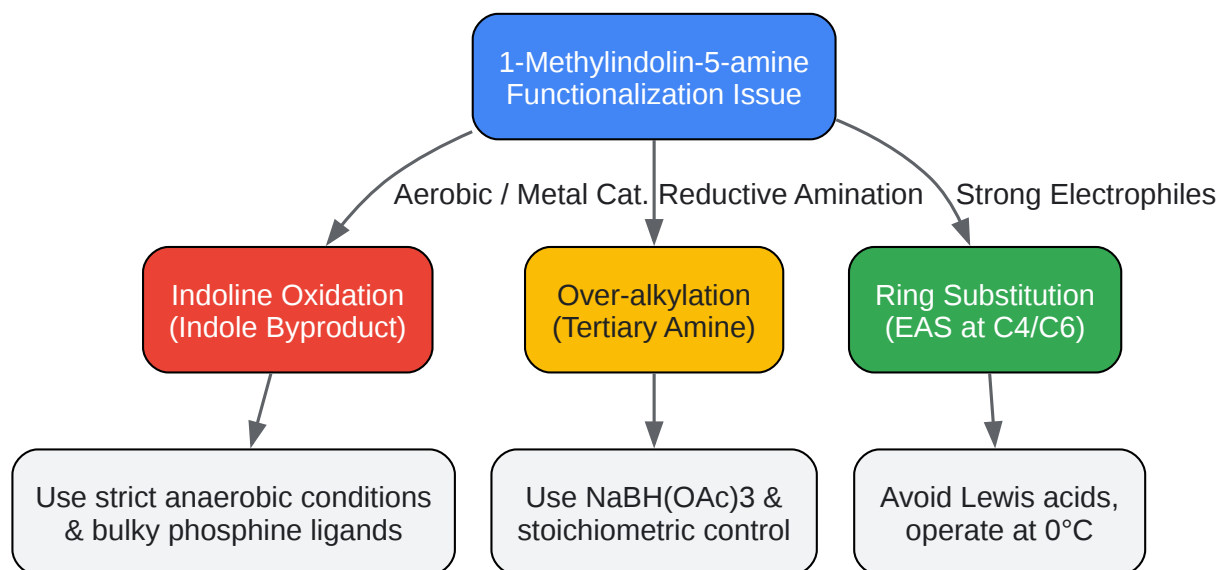 1-Methylindolin-5-amine
Functionalization Issue
Aerobic / Metal Cat.
Reductive Amination
Strong Electrophiles
Indoline Oxidation
(Indole Byproduct)
Over-alkylation
(Tertiary Amine)
Ring Substitution
(EAS at C4/C6)
Use strict anaerobic conditions
& bulky phosphine ligands
Use NaBH(OAc)3 &
stoichiometric control
Avoid Lewis acids,
operate at 0°C